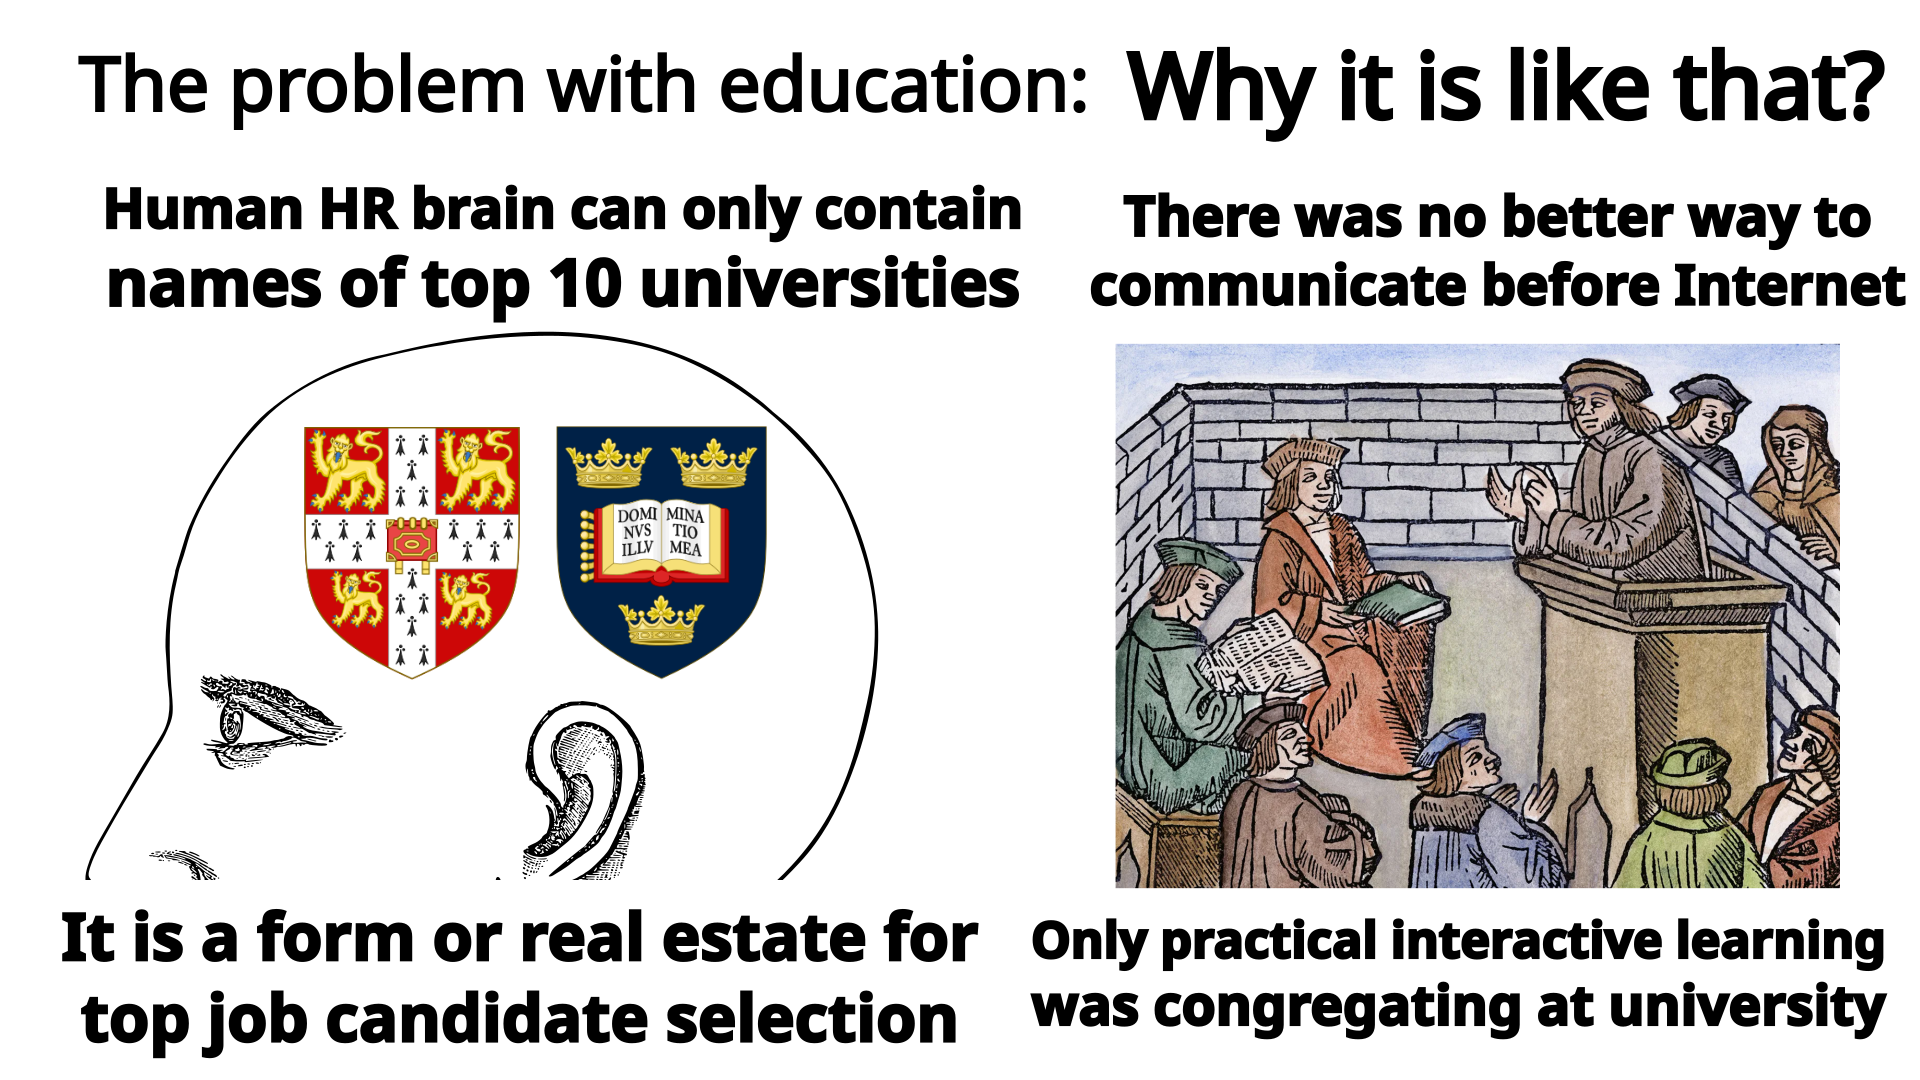 The problem with education:
Why it is like that?
Human HR brain can only contain
names of top 10 universities
There was no better way to
communicate before Internet
DOMI MINA
NVS TIO
ILLV MEA
It is a form or real estate for
top job candidate selection
Only practical interactive learning
was congregating at university